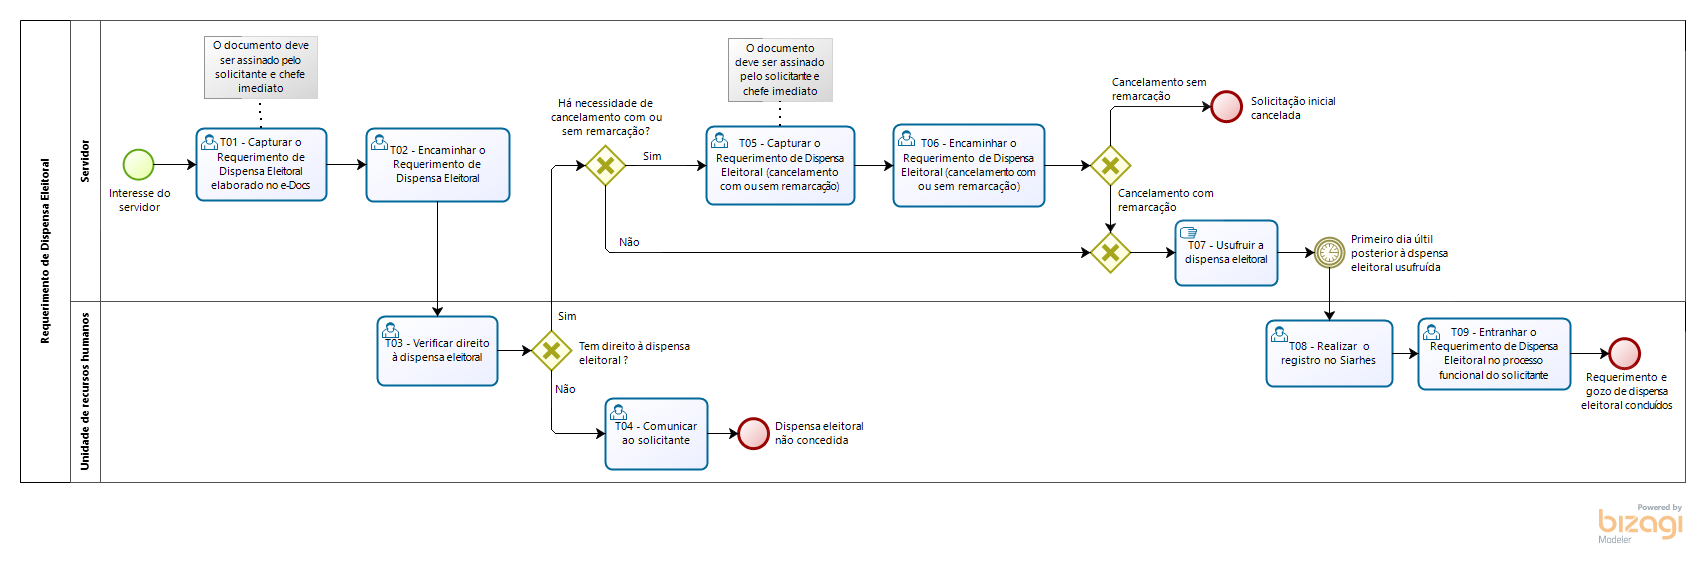 Requerimento de Dispensa Eleitoral
Servidor
Unidade de recursos humanos
Interesse do
servidor
O documento deve
ser assinado pelo
solicitante e chefe
imediato
T01 - Capturar o
Requerimento de
Dispensa Eleitoral
elaborado no e-Docs
T02 - Encaminhar o
Requerimento de
Dispensa Eleitoral
T03 - Verificar direito
à dispensa eleitoral
Tem direito à dispensa
eleitoral ?
Sim
Não
T04 - Comunicar
ao solicitante
Dispensa eleitoral
não concedida
Há necessidade de
cancelamento com ou
sem remarcação?
Sim
Não
O documento
deve ser assinado
pelo solicitante e
chefe imediato
T05 - Capturar o
Requerimento de Dispensa
Eleitoral (cancelamento
com ou sem remarcação)
T06 - Encaminhar o
Requerimento de Dispensa
Eleitoral (cancelamento com
ou sem remarcação)
Cancelamento sem
remarcação
Solicitação inicial
cancelada
Cancelamento com
remarcação
T07 - Usufruir a
dispensa eleitoral
Primeiro dia últil
posterior à dspensa
eleitoral usufruída
T08 - Realizar o
registro no Siarhes
T09 - Entranhar o
Requerimento de Dispensa
Eleitoral no processo
funcional do solicitante
Requerimento e
gozo de dispensa
eleitoral concluídos
Powered by
bizagi
Modeler